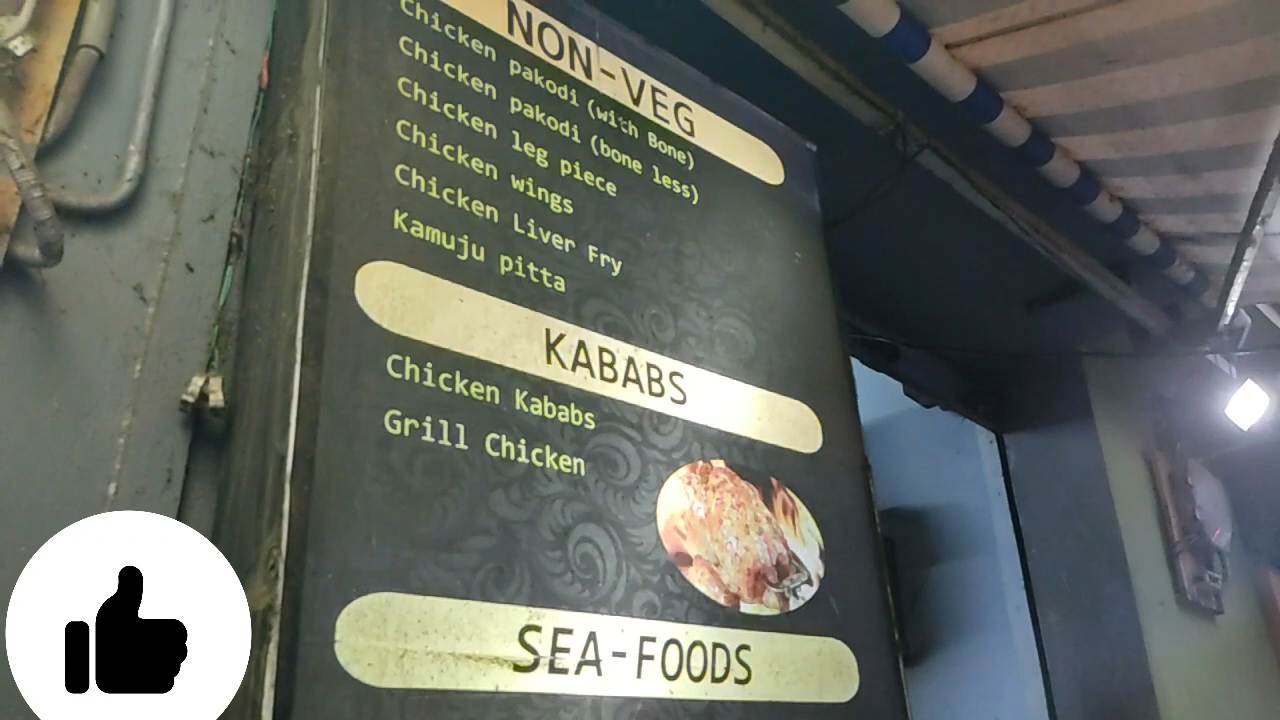 NON-VEG
Chicken pakodi (with Bone)
Chicken pakodi (bone less)
Chicken leg piece
Chicken wings
Chicken Liver Fry
Kamuju pitta
KABABS
Chicken Kababs
Grill Chicken
SEA-FOODS